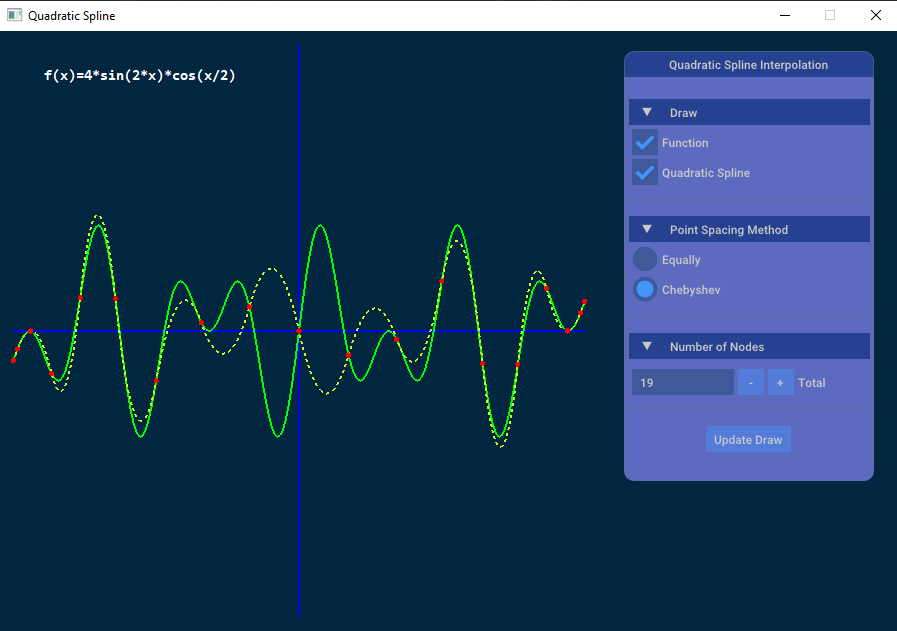 Quadratic Spline
f(x)=4*sin(2*x)*cos(x/2)
Quadratic Spline Interpolation
Draw
Function
Quadratic Spline
Point Spacing Method
Equally
Chebyshev
Number of Nodes
19 - + Total
Update Draw